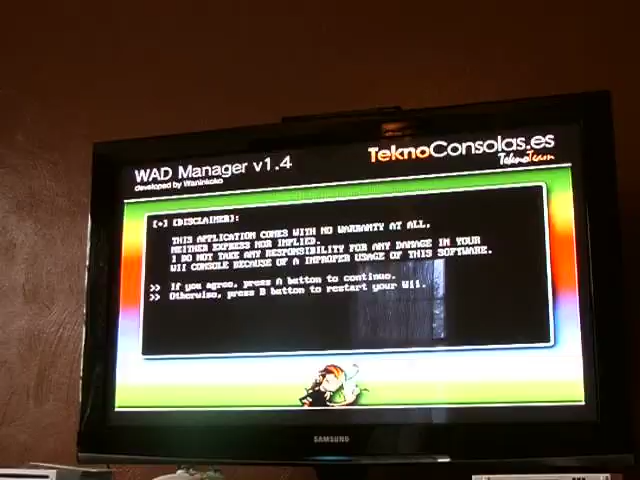 WAD Manager v1.4
developed by Waninkoko
TeknoConsolas.es
TeknoTeam
[+] [DISCLAIMER]:
THIS APPLICATION COMES WITH NO WARRANTY AT ALL,
NEITHER EXPRESS NOR IMPLIED.
I DO NOT TAKE ANY RESPONSIBILITY FOR ANY DAMAGE IN YOUR
WII CONSOLE BECAUSE OF A IMPROPER USAGE OF THIS SOFTWARE.
>> If you agree, press A button to continue.
>> Otherwise, press B button to restart your Wii.
SAMSUNG